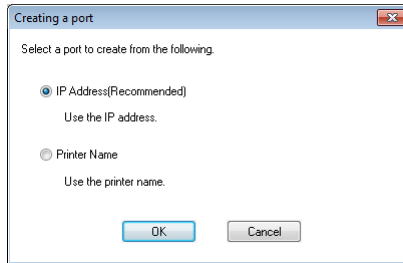 Creating a port
Select a port to create from the following.
IP Address(Recommended)
Use the IP address.
Printer Name
Use the printer name.
OK Cancel